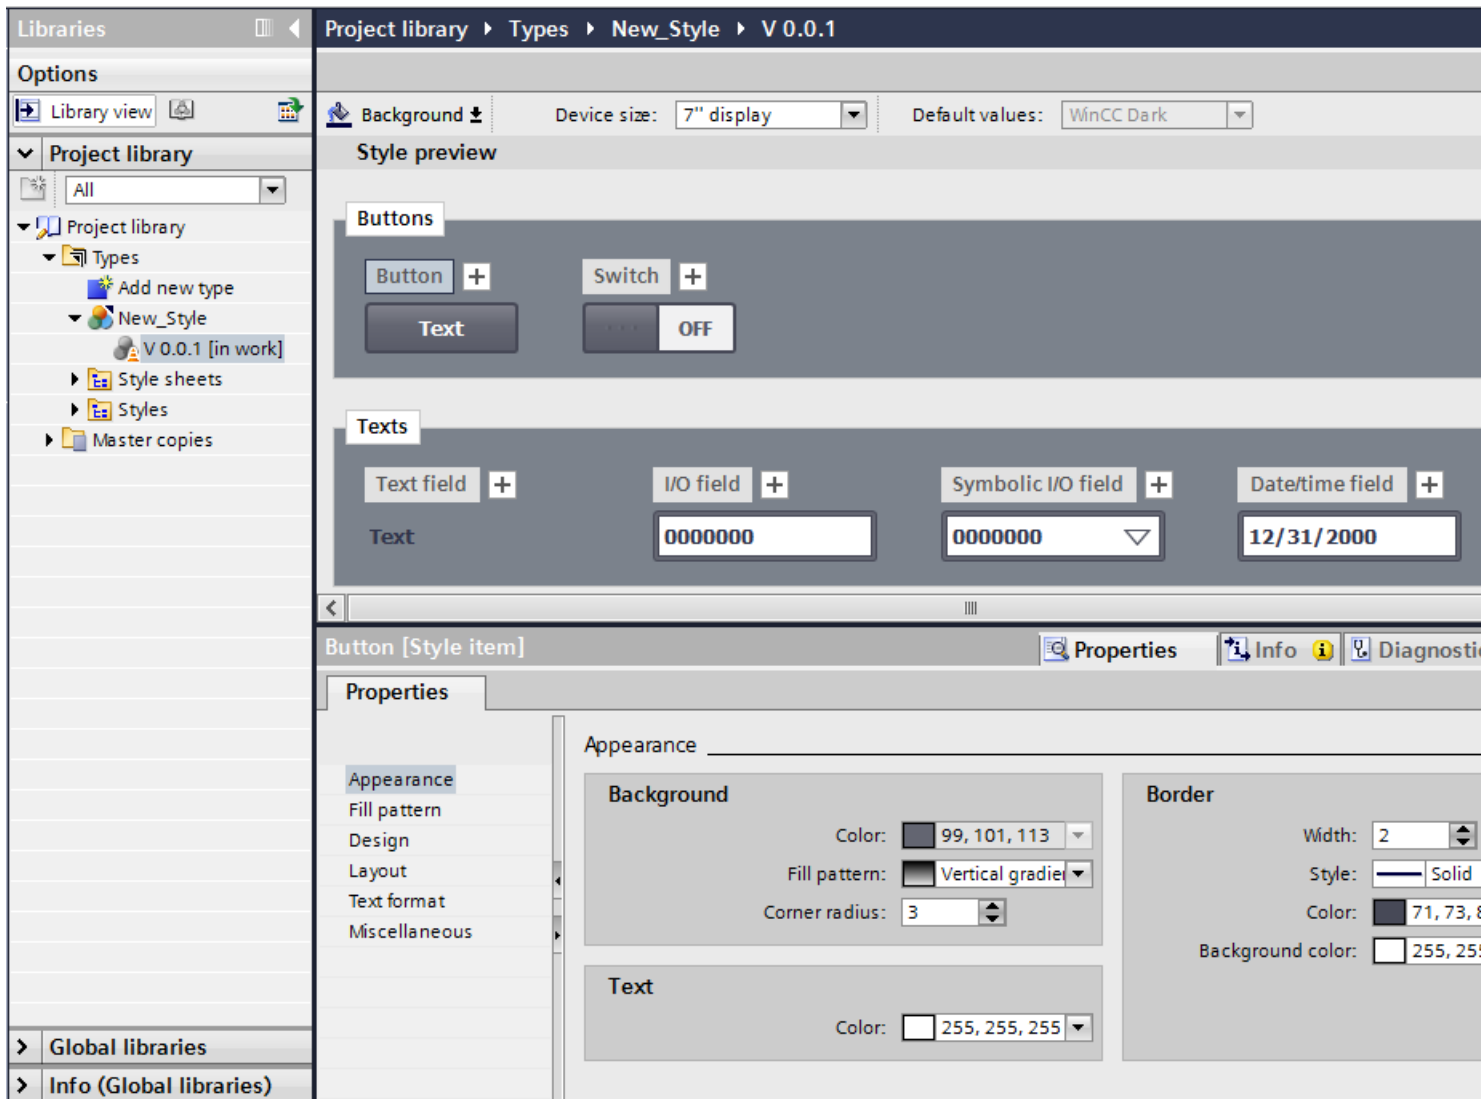 Libraries
Options
Library view
Project library
All
Project library
Types
Add new type
New_Style
V 0.0.1 [in work]
Style sheets
Styles
Master copies
Global libraries
Info (Global libraries)
Project library Types New_Style V 0.0.1
Background Device size: 7" display Default values: WinCC Dark
Style preview
Buttons
Button Switch
Text OFF
Texts
Text field I/O field Symbolic I/O field Date/time field
Text 0000000 0000000 12/31/2000
Button [Style item] Properties Info Diagnosti
Properties
Appearance
Fill pattern
Design
Layout
Text format
Miscellaneous
Appearance
Background
Color: 99, 101, 113
Fill pattern: Vertical gradie
Corner radius: 3
Text
Color: 255, 255, 255
Border
Width: 2
Style: Solid
Color: 71, 73,
Background color: 255, 25